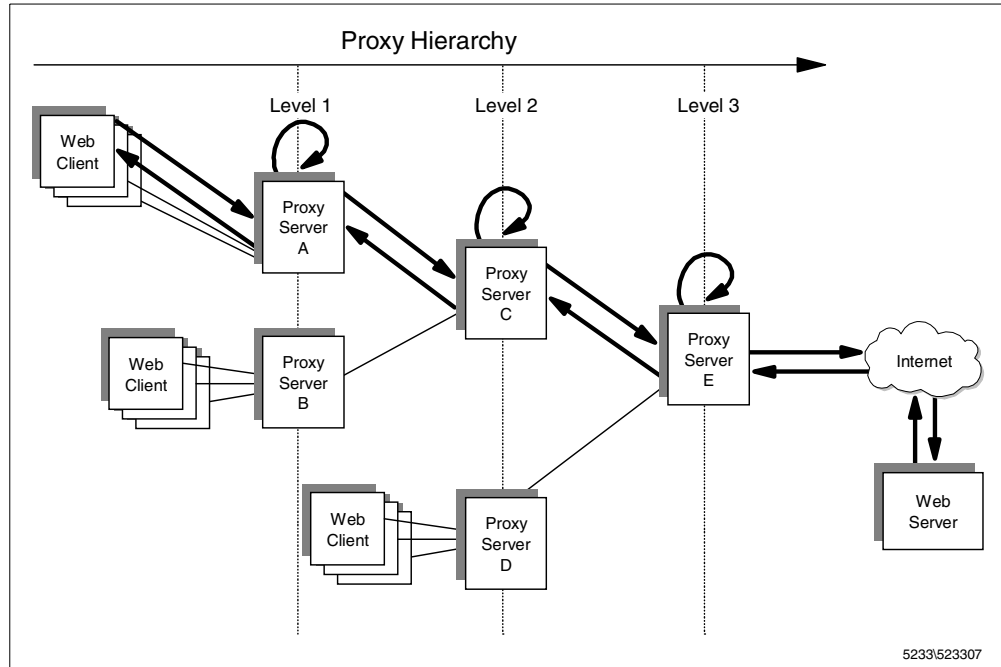 Proxy Hierarchy
Level 1
Level 2
Level 3
Web
Client
Proxy
Server
A
Proxy
Server
C
Proxy
Server
E
Internet
Web
Client
Proxy
Server
B
Web
Client
Proxy
Server
D
Web
Server
5233\523307